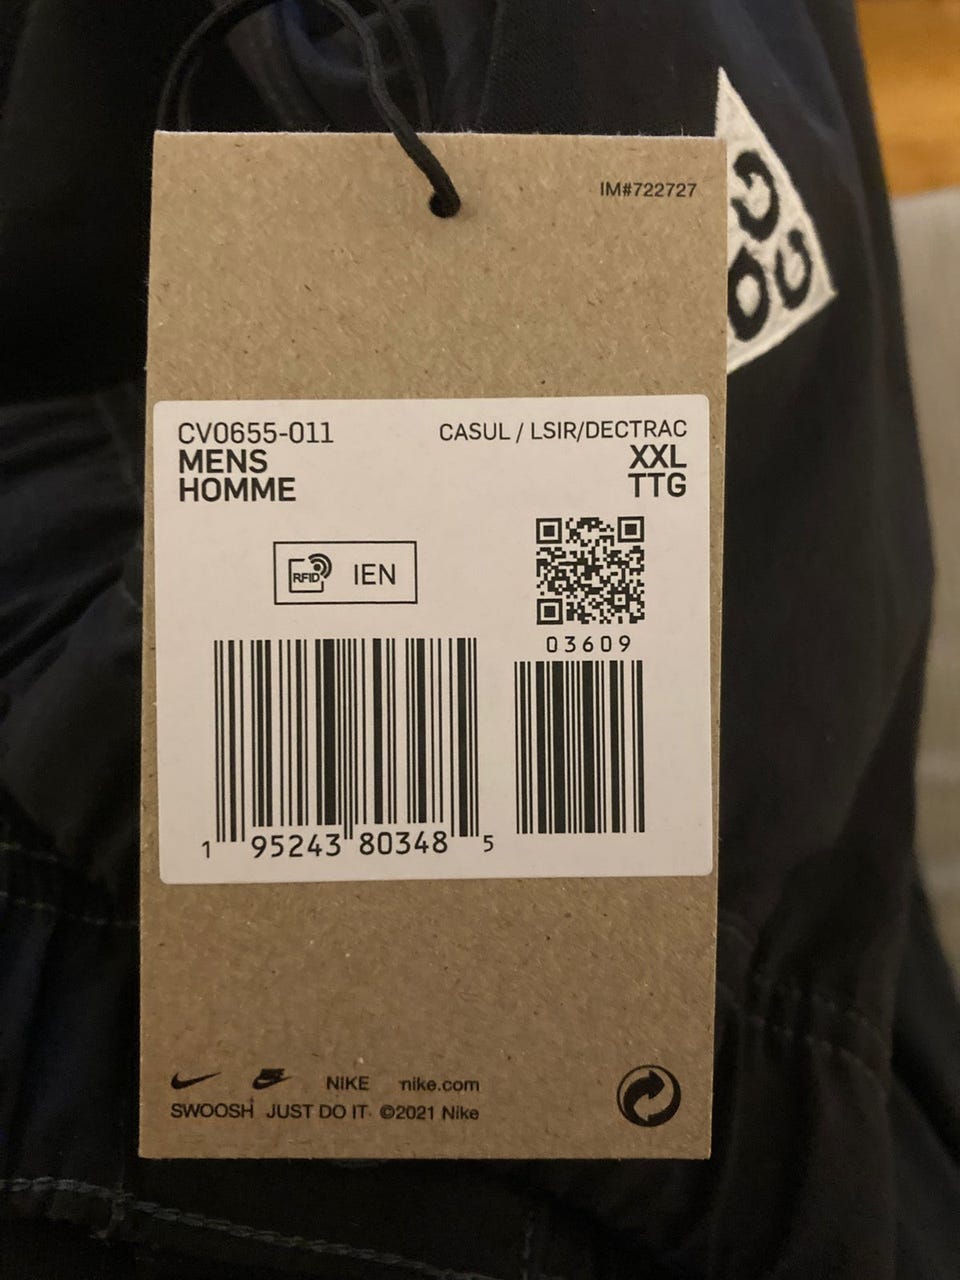 IM#722727
CV0655-011
CASUL / LSIR/DECTRAC
MENS
XXL
HOMME
TTG
RFID IEN
03609
1 95243 80348 5
NIKE nike.com
SWOOSH JUST DO IT ©2021 Nike